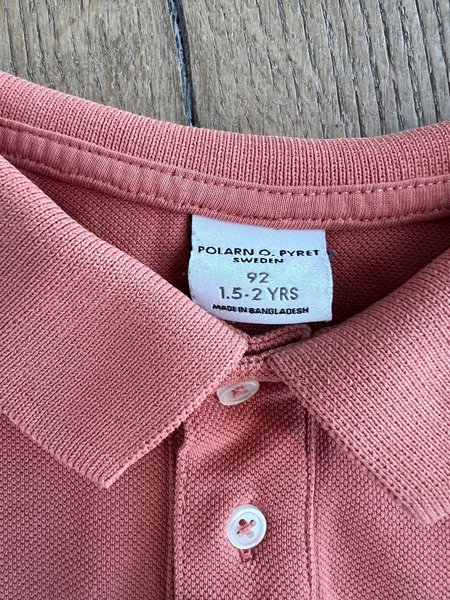 POLARN O. PYRET
SWEDEN
92
1.5-2 YRS
MADE IN BANGLADESH